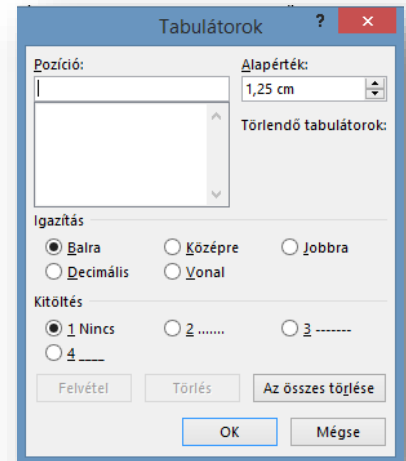 Tabulátorok ? ×
Pozíció: Alapérték:
1,25 cm
Törlendő tabulátorok:
Igazítás
Balra Középre Jobbra
Decimális Vonal
Kitöltés
1 Nincs 2 ....... 3 -------
4 ____
Felvétel Törlés Az összes törlése
OK Mégse